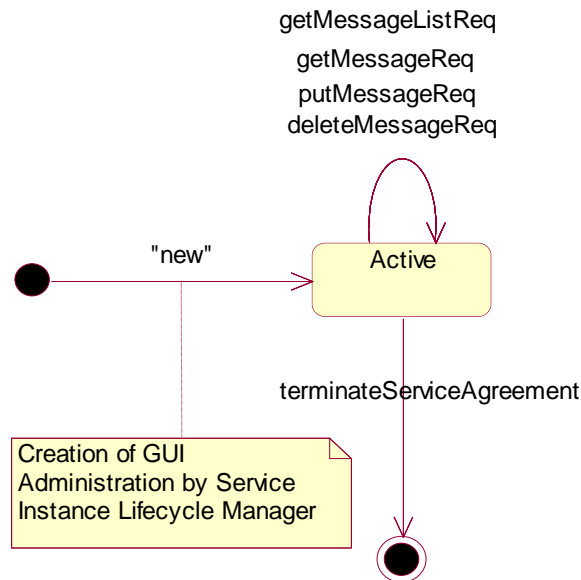 getMessageListReq
getMessageReq
putMessageReq
deleteMessageReq
"new"
Active
terminateServiceAgreement
Creation of GUI
Administration by Service
Instance Lifecycle Manager